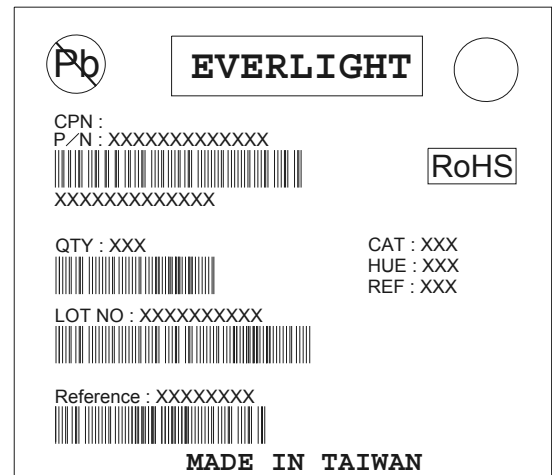 Pb
EVERLIGHT
CPN :
P/N : XXXXXXXXXXXXX
RoHS
XXXXXXXXXXXXX
QTY : XXX
CAT : XXX
HUE : XXX
REF : XXX
LOT NO : XXXXXXXXXX
Reference : XXXXXXXX
MADE IN TAIWAN